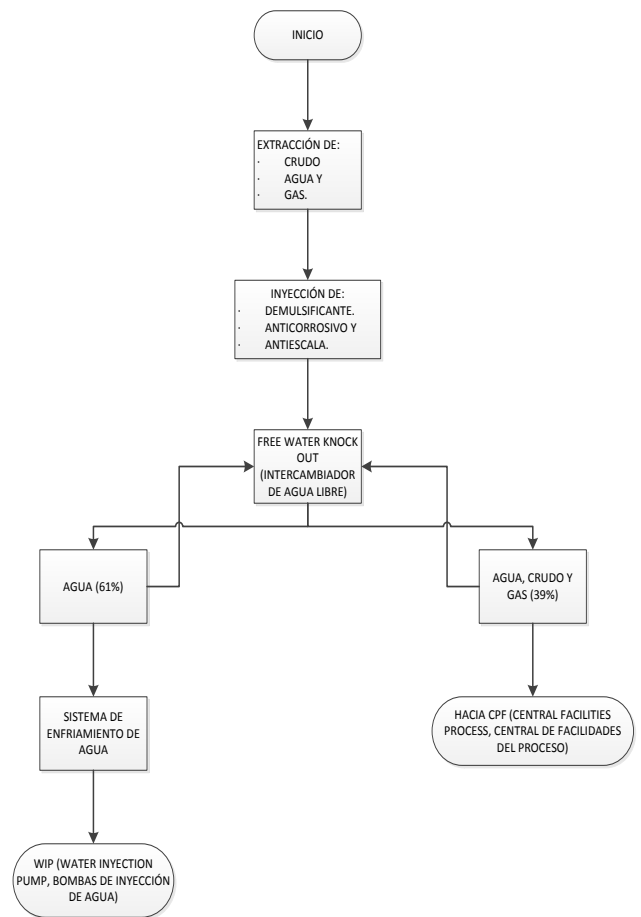 INICIO
EXTRACCIÓN DE:
· CRUDO
· AGUA Y
· GAS.
INYECCIÓN DE:
· DEMULSIFICANTE.
· ANTICORROSIVO Y
· ANTIESCALA.
FREE WATER KNOCK
OUT
(INTERCAMBIADOR
DE AGUA LIBRE)
AGUA (61%)
AGUA, CRUDO Y
GAS (39%)
SISTEMA DE
ENFRIAMIENTO DE
AGUA
HACIA CPF (CENTRAL FACILITIES
PROCESS, CENTRAL DE FACILIDADES
DEL PROCESO)
WIP (WATER INYECTION
PUMP, BOMBAS DE INYECCIÓN
DE AGUA)